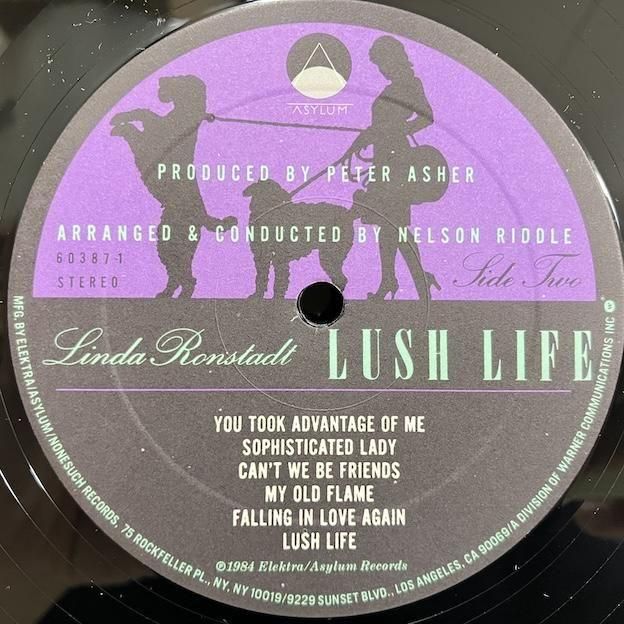 ASYLUM
PRODUCED BY PETER ASHER
ARRANGED & CONDUCTED BY NELSON RIDDLE
60387-1
STEREO
Side Two
Linda Ronstadt
LUSH LIFE
YOU TOOK ADVANTAGE OF ME
SOPHISTICATED LADY
CAN'T WE BE FRIENDS
MY OLD FLAME
FALLING IN LOVE AGAIN
LUSH LIFE
℗1984 Elektra/Asylum Records
MFG. BY ELEKTRA/ASYLUM/NONESUCH RECORDS, 75 ROCKFELLER PL., NY, NY 10019/9229 SUNSET BLVD., LOS ANGELES, CA 90069/A DIVISION OF WARNER COMMUNICATIONS INC